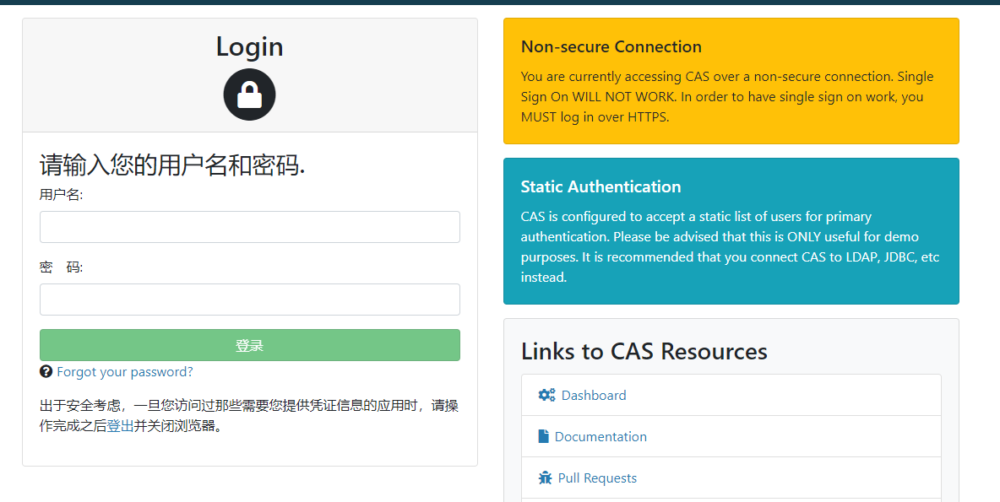 Login
请输入您的用户名和密码.
用户名:
密　码:
登录
Forgot your password?
出于安全考虑，一旦您访问过那些需要您提供凭证信息的应用时，请操
作完成之后登出并关闭浏览器。
Non-secure Connection
You are currently accessing CAS over a non-secure connection. Single
Sign On WILL NOT WORK. In order to have single sign on work, you
MUST log in over HTTPS.
Static Authentication
CAS is configured to accept a static list of users for primary
authentication. Please be advised that this is ONLY useful for demo
purposes. It is recommended that you connect CAS to LDAP, JDBC, etc
instead.
Links to CAS Resources
Dashboard
Documentation
Pull Requests